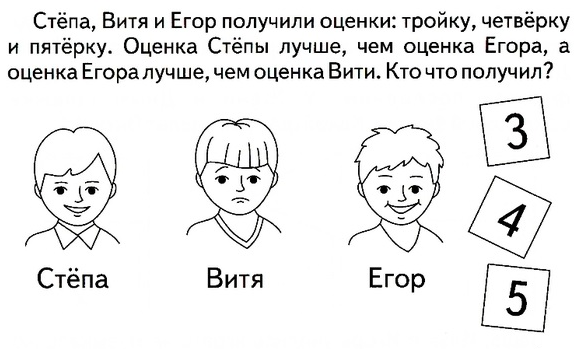 Стёпа, Витя и Егор получили оценки: тройку, четвёрку
и пятёрку. Оценка Стёпы лучше, чем оценка Егора, а
оценка Егора лучше, чем оценка Вити. Кто что получил?
3
4
5
Стёпа Витя Егор